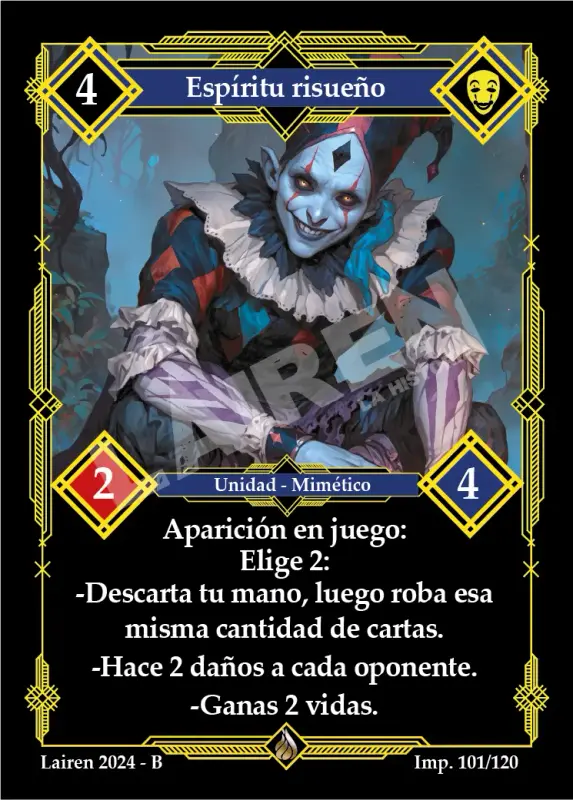 4
Espíritu risueño
2
Unidad - Mimético
4
Aparición en juego:
Elige 2:
-Descarta tu mano, luego roba esa
misma cantidad de cartas.
-Hace 2 daños a cada oponente.
-Ganas 2 vidas.
Lairen 2024 - B
Imp. 101/120